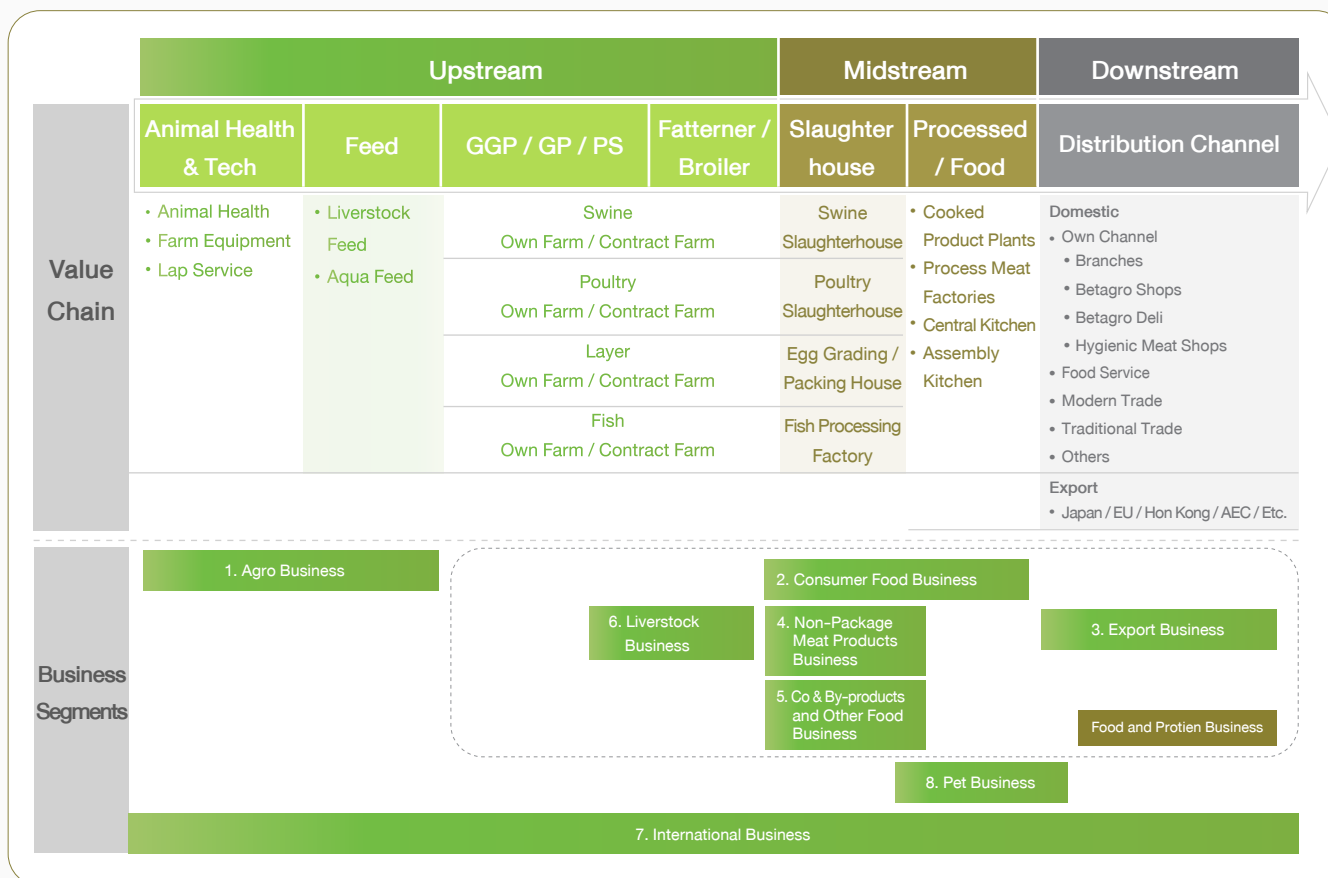 Upstream
Midstream
Downstream
Value
Chain
Animal Health
& Tech
Feed
GGP / GP / PS
Fatterner /
Broiler
Slaughter
house
Processed
/ Food
Distribution Channel
• Animal Health
• Farm Equipment
• Lap Service
• Liverstock
Feed
• Aqua Feed
Swine
Own Farm / Contract Farm
Poultry
Own Farm / Contract Farm
Layer
Own Farm / Contract Farm
Fish
Own Farm / Contract Farm
Swine
Slaughterhouse
Poultry
Slaughterhouse
Egg Grading /
Packing House
Fish Processing
Factory
• Cooked
Product Plants
• Process Meat
Factories
• Central Kitchen
• Assembly
Kitchen
Domestic
• Own Channel
• Branches
• Betagro Shops
• Betagro Deli
• Hygienic Meat Shops
• Food Service
• Modern Trade
• Traditional Trade
• Others
Export
• Japan / EU / Hon Kong / AEC / Etc.
Business
Segments
1. Agro Business
2. Consumer Food Business
6. Liverstock
Business
4. Non-Package
Meat Products
Business
3. Export Business
5. Co & By-products
and Other Food
Business
Food and Protien Business
8. Pet Business
7. International Business